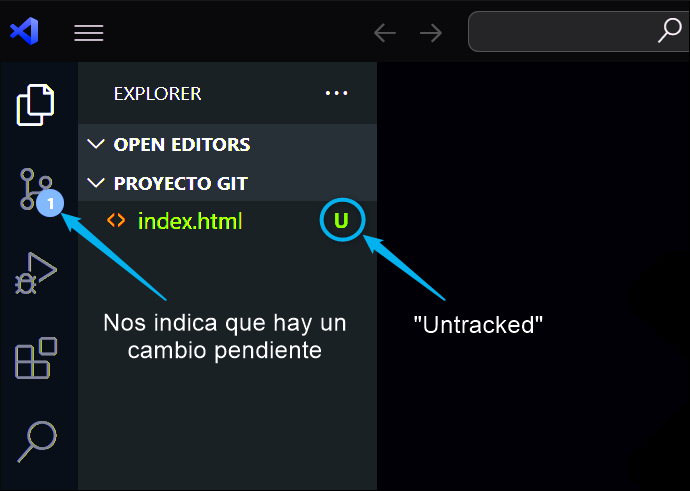 EXPLORER
OPEN EDITORS
PROYECTO GIT
1
index.html
U
Nos indica que hay un
cambio pendiente
"Untracked"